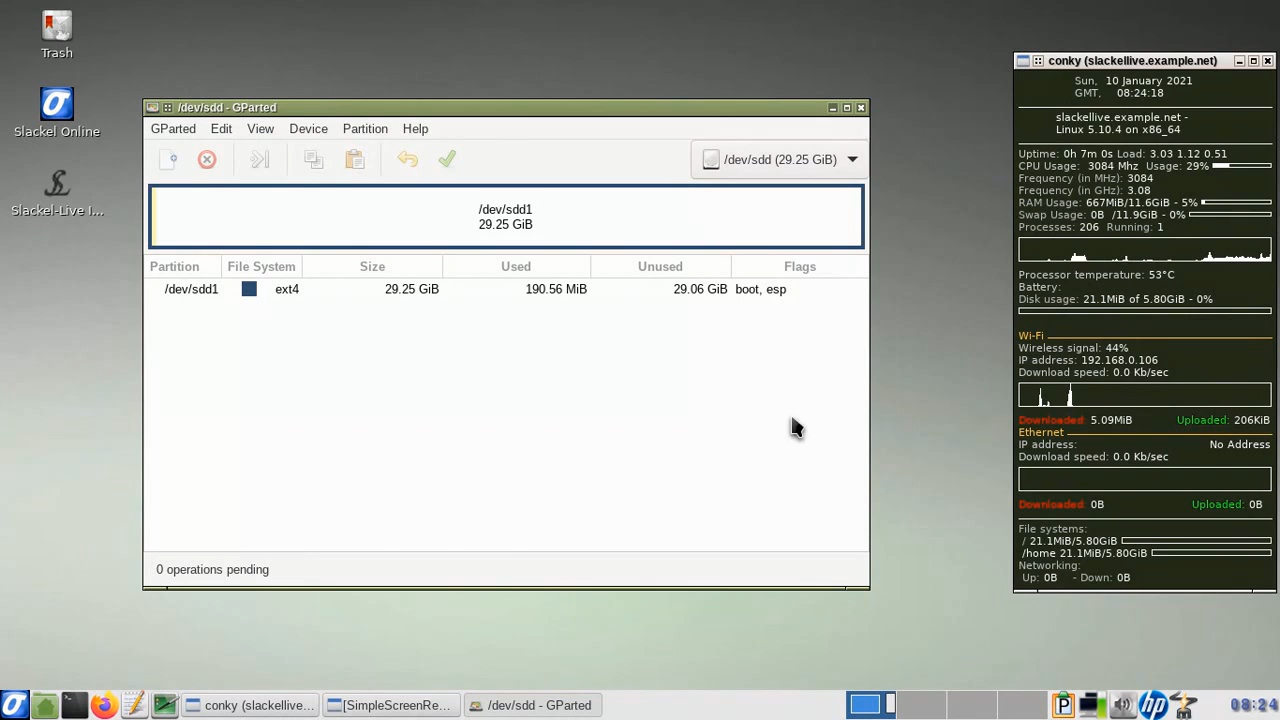 Trash
Slackel Online
Slackel-Live I...
/dev/sdd - GParted
GParted Edit View Device Partition Help
/dev/sdd (29.25 GiB)
/dev/sdd1
29.25 GiB
Partition File System Size Used Unused Flags
/dev/sdd1 ext4 29.25 GiB 190.56 MiB 29.06 GiB boot, esp
0 operations pending
conky (slackellive.example.net)
Sun, 10 January 2021
GMT, 08:24:18
slackellive.example.net -
Linux 5.10.4 on x86_64
Uptime: 0h 7m 0s Load: 3.03 1.12 0.51
CPU Usage: 3084 Mhz Usage: 29%
Frequency (in MHz): 3084
Frequency (in GHz): 3.08
RAM Usage: 667MiB/11.6GiB - 5%
Swap Usage: 0B /11.9GiB - 0%
Processes: 206 Running: 1
Processor temperature: 53°C
Battery:
Disk usage: 21.1MiB of 5.80GiB - 0%
Wi-Fi
Wireless signal: 44%
IP address: 192.168.0.106
Download speed: 0.0 Kb/sec
Downloaded: 5.09MiB Uploaded: 206KiB
Ethernet
IP address: No Address
Download speed: 0.0 Kb/sec
Downloaded: 0B Uploaded: 0B
File systems:
/ 21.1MiB/5.80GiB
/home 21.1MiB/5.80GiB
Networking:
Up: 0B - Down: 0B
conky (slackellive.example....
[SimpleScreenRe...
/dev/sdd - GParted
P
hp
08:24